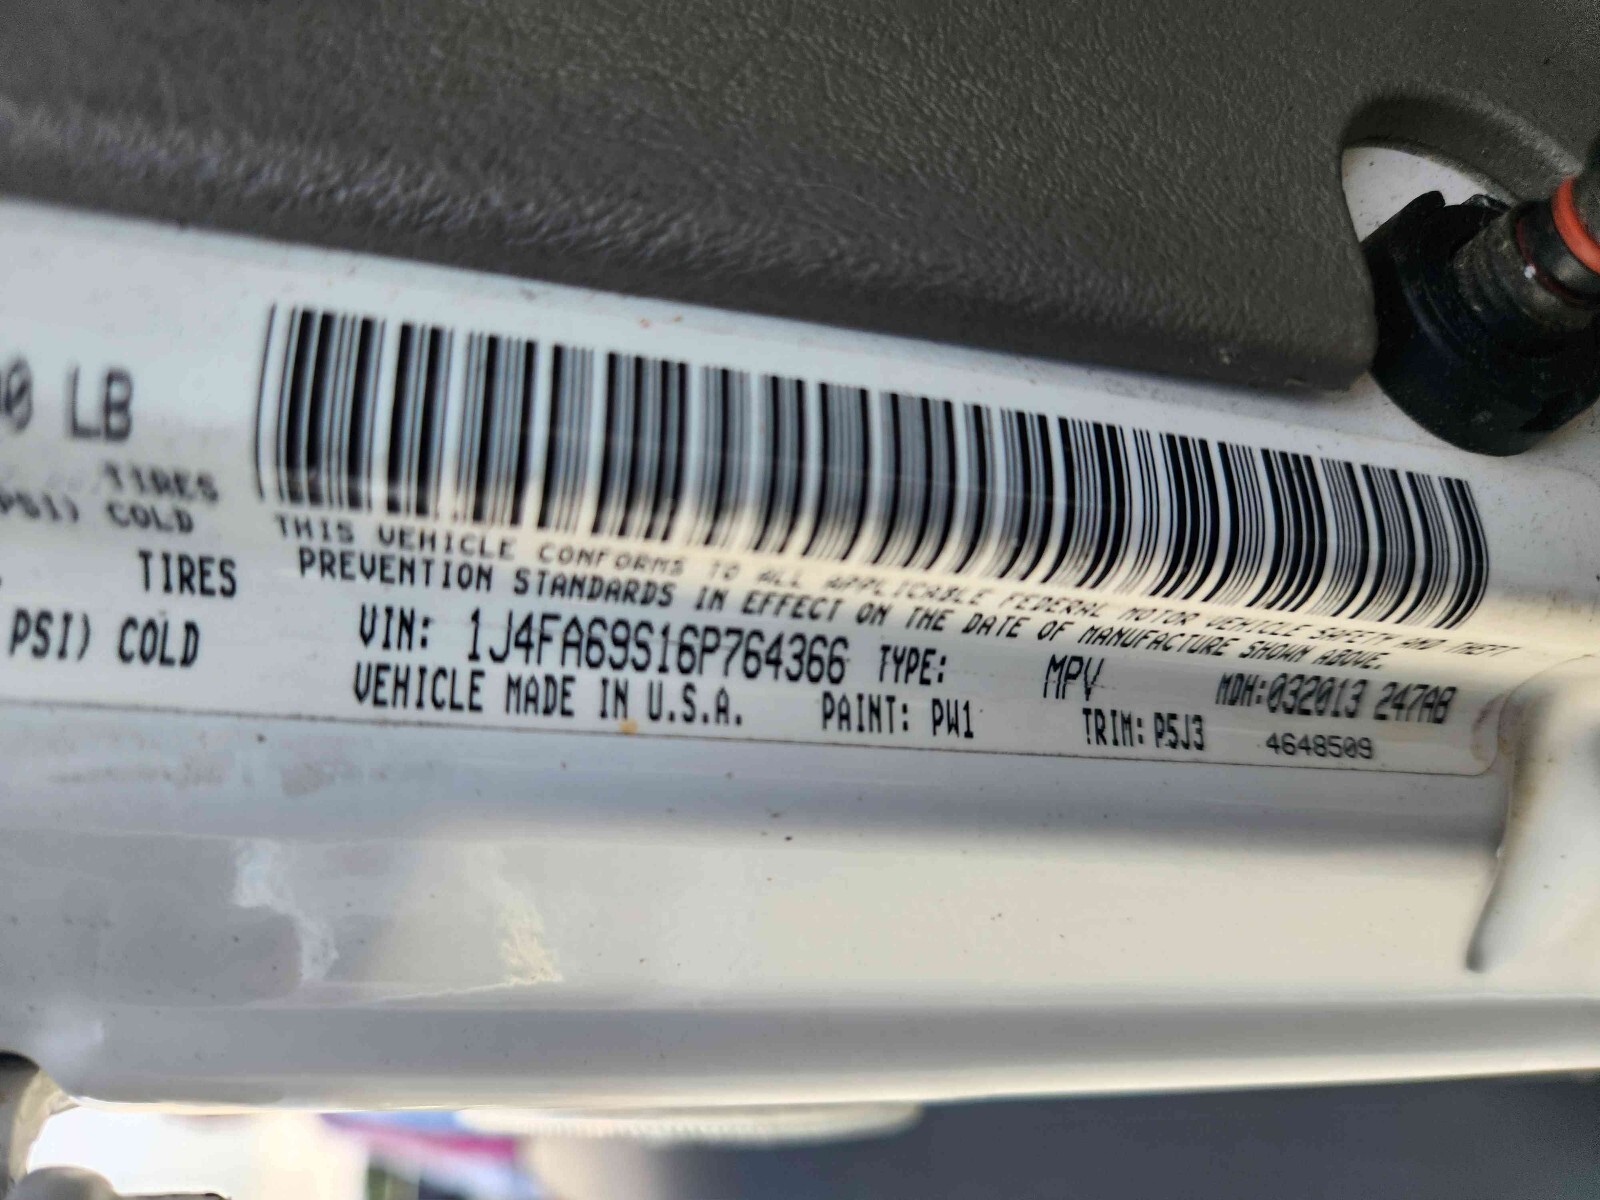 LB
TIRES
PSI) COLD
TIRES
PSI) COLD
THIS VEHICLE CONFORMS TO ALL APPLICABLE FEDERAL MOTOR VEHICLE SAFETY AND THEFT
PREVENTION STANDARDS IN EFFECT ON THE DATE OF MANUFACTURE SHOWN ABOVE.
VIN: 1J4FA69S16P764366 TYPE: MPV MDH:032013 247AB
VEHICLE MADE IN U.S.A. PAINT: PW1 TRIM: P5J3 4648509